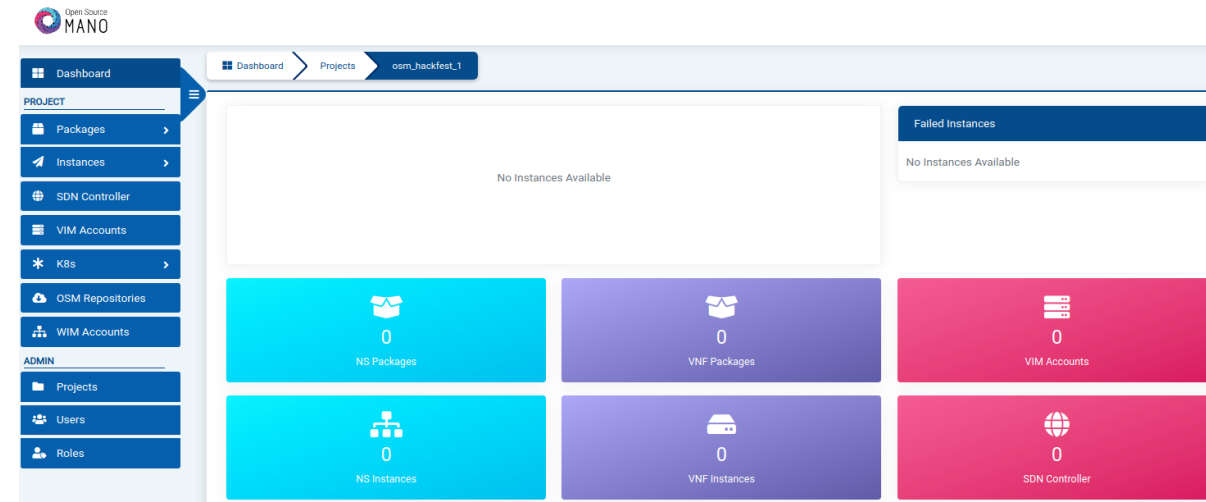 Open Source
MANO
Dashboard
PROJECT
Packages
Instances
SDN Controller
VIM Accounts
K8s
OSM Repositories
WIM Accounts
ADMIN
Projects
Users
Roles
Dashboard
Projects
osm_hackfest_1
No Instances Available
Failed Instances
No Instances Available
0
NS Packages
0
VNF Packages
0
VIM Accounts
0
NS Instances
0
VNF Instances
0
SDN Controller